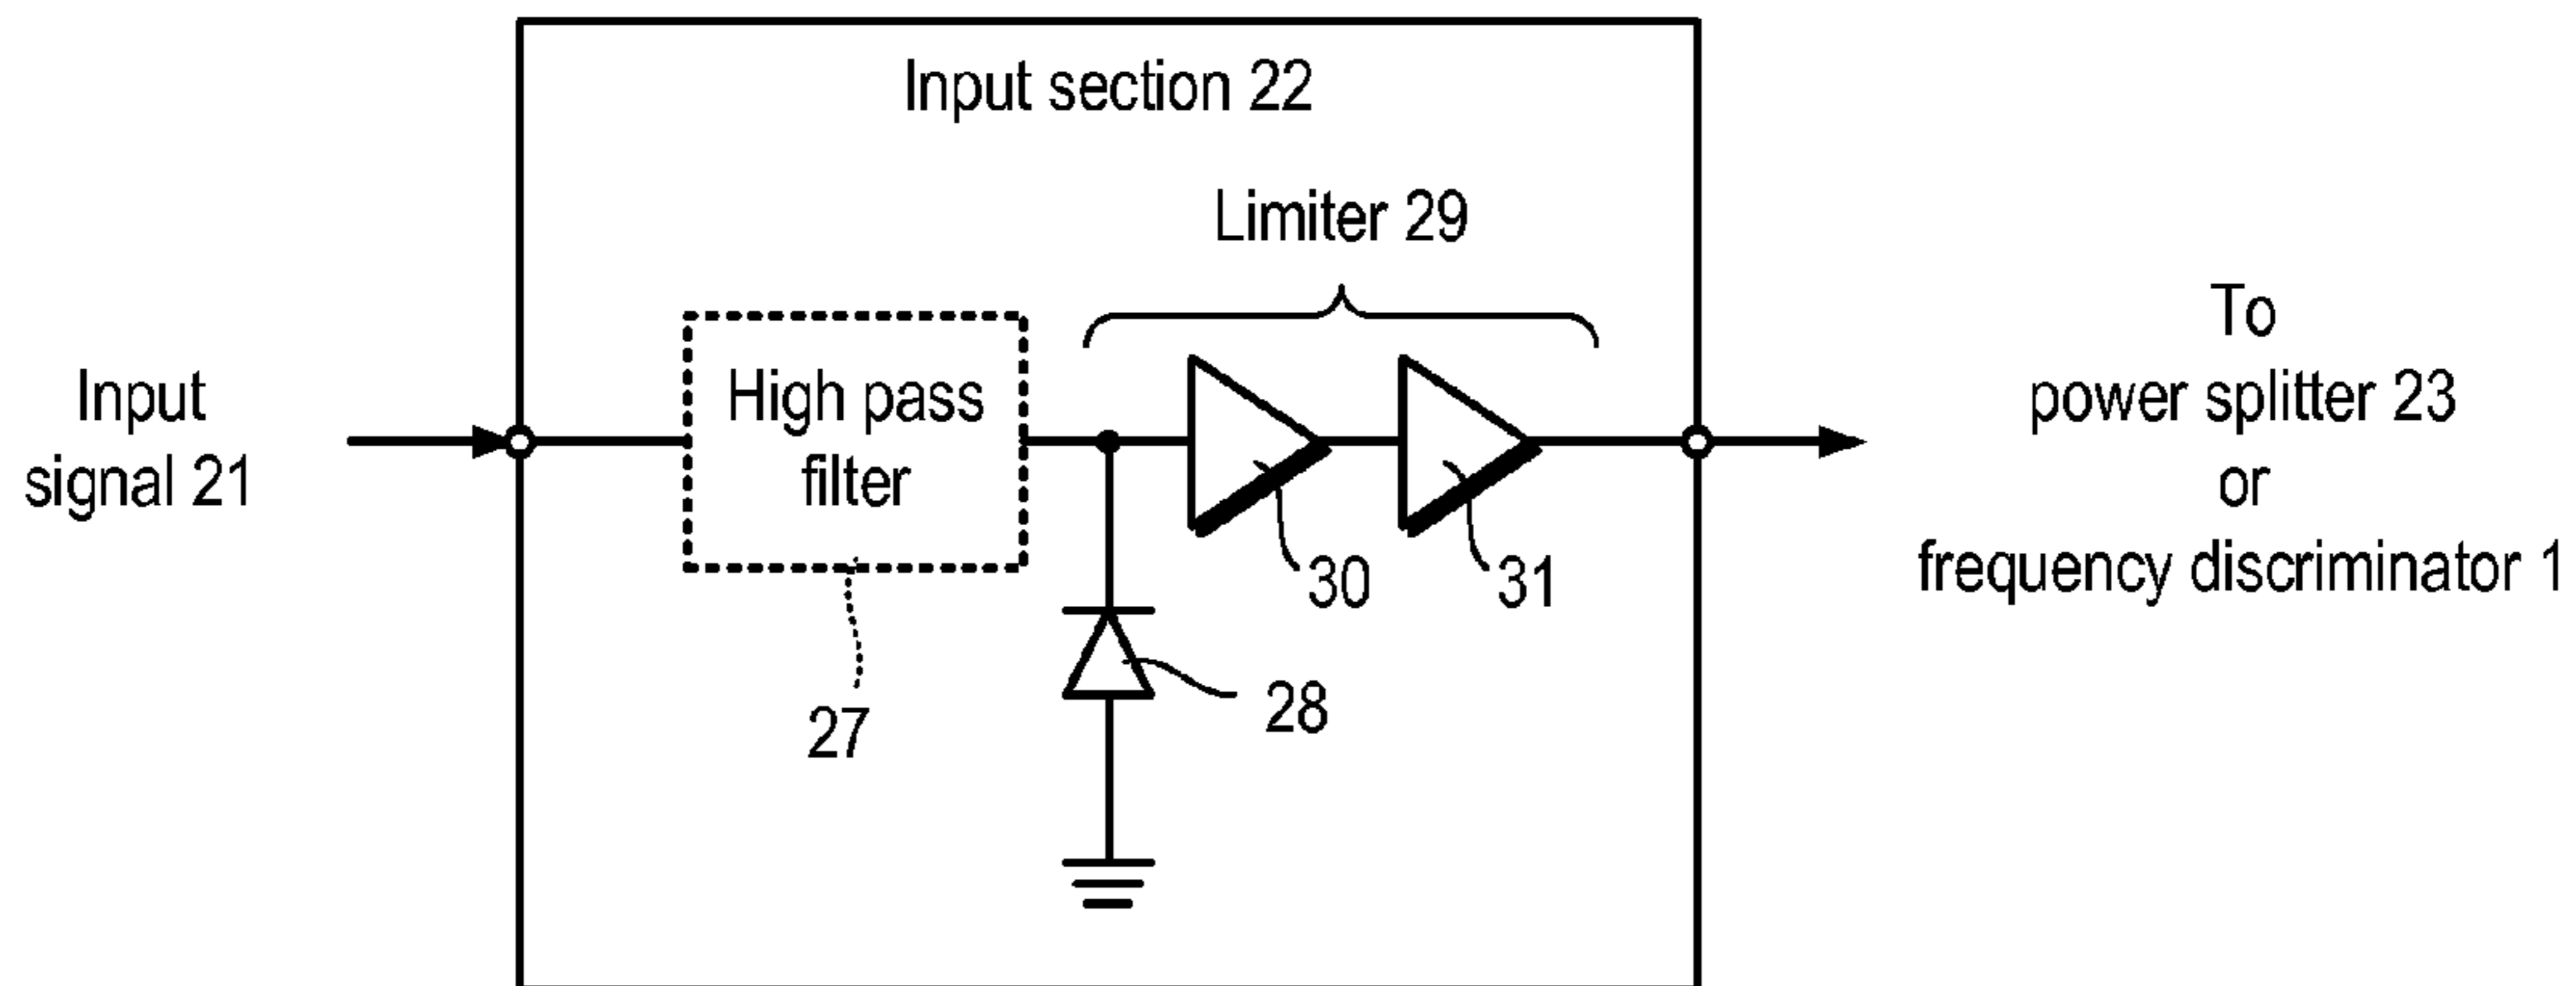 Input section 22
Limiter 29
Input
signal 21
High pass
filter
To
power splitter 23
or
frequency discriminator 1
30
31
28
27